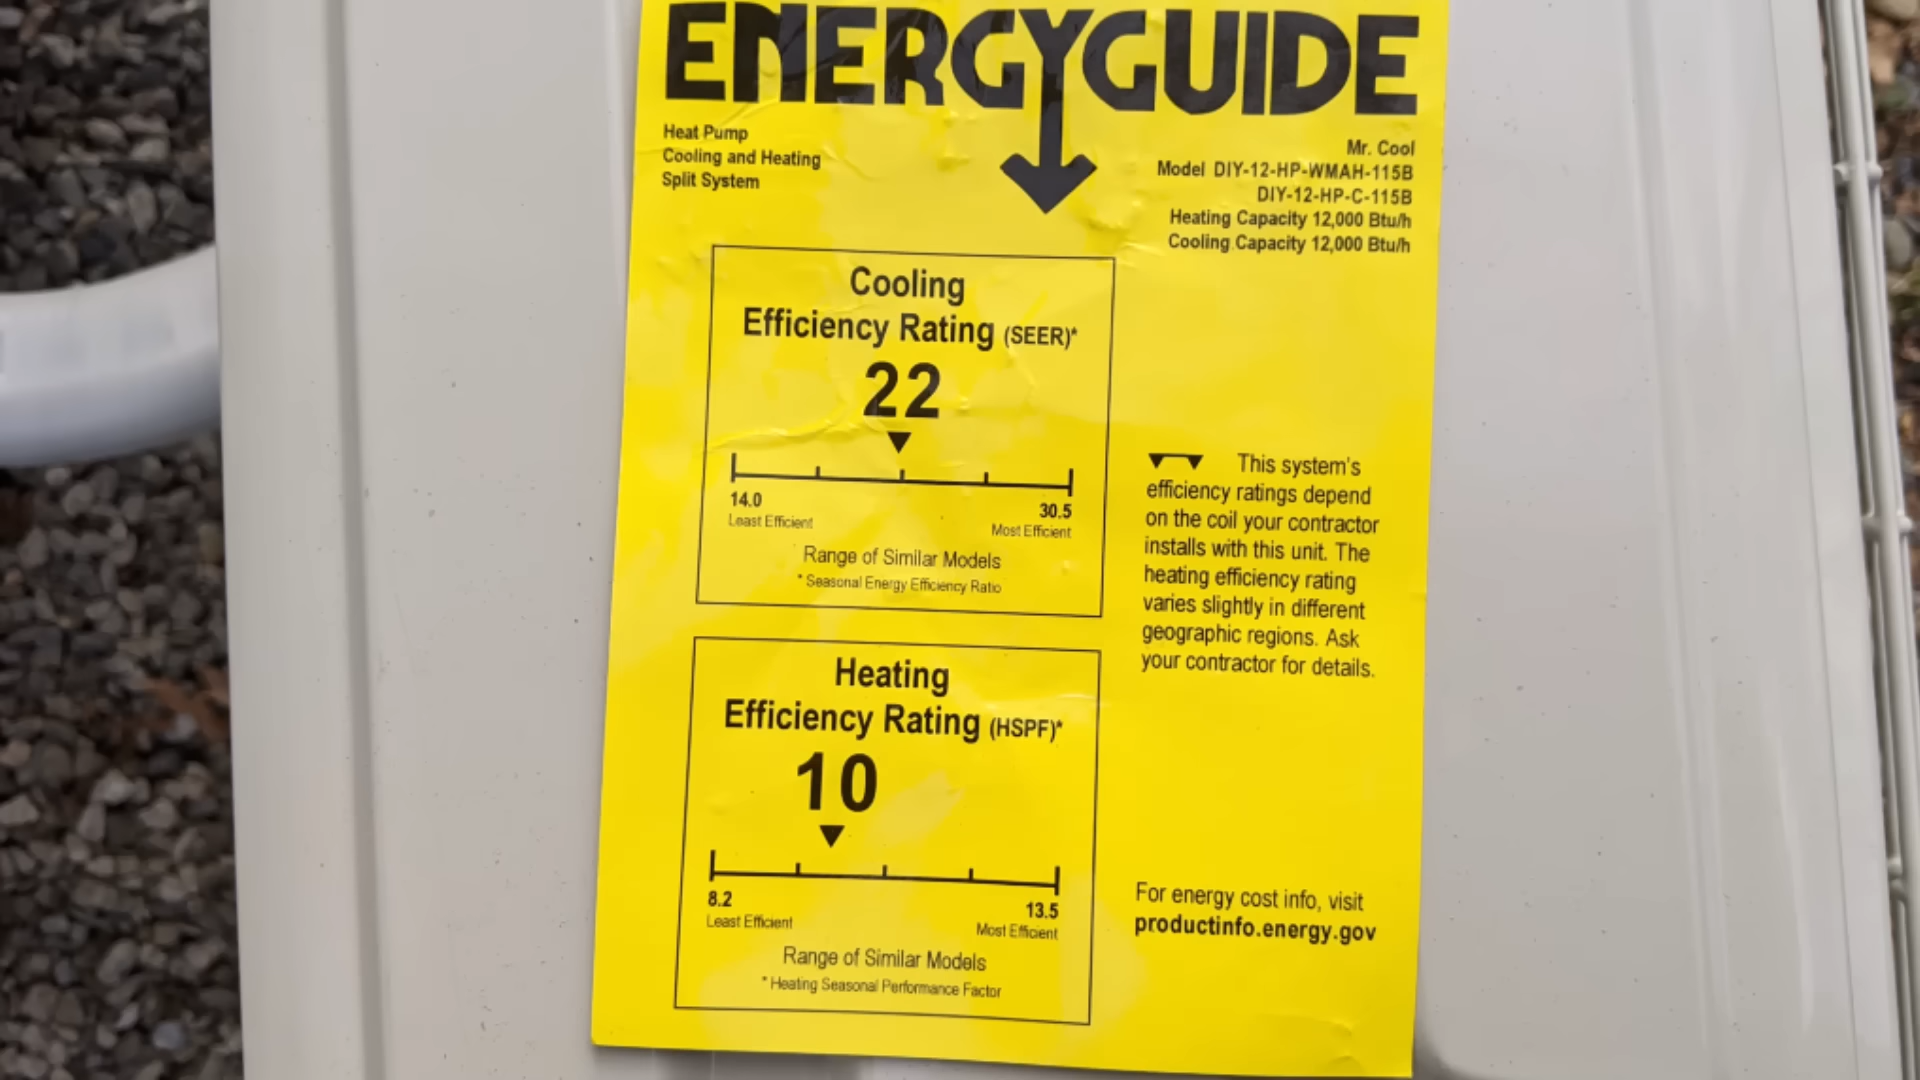 ENERGYGUIDE
Heat Pump
Cooling and Heating
Split System
Mr. Cool
Model DIY-12-HP-WMAH-115B
DIY-12-HP-C-115B
Heating Capacity 12,000 Btu/h
Cooling Capacity 12,000 Btu/h
Cooling
Efficiency Rating (SEER)*
22
14.0
30.5
Least Efficient
Most Efficient
Range of Similar Models
* Seasonal Energy Efficiency Ratio
This system's
efficiency ratings depend
on the coil your contractor
installs with this unit. The
heating efficiency rating
varies slightly in different
geographic regions. Ask
your contractor for details.
Heating
Efficiency Rating (HSPF)*
10
8.2
13.5
Least Efficient
Most Efficient
Range of Similar Models
* Heating Seasonal Performance Factor
For energy cost info, visit
productinfo.energy.gov